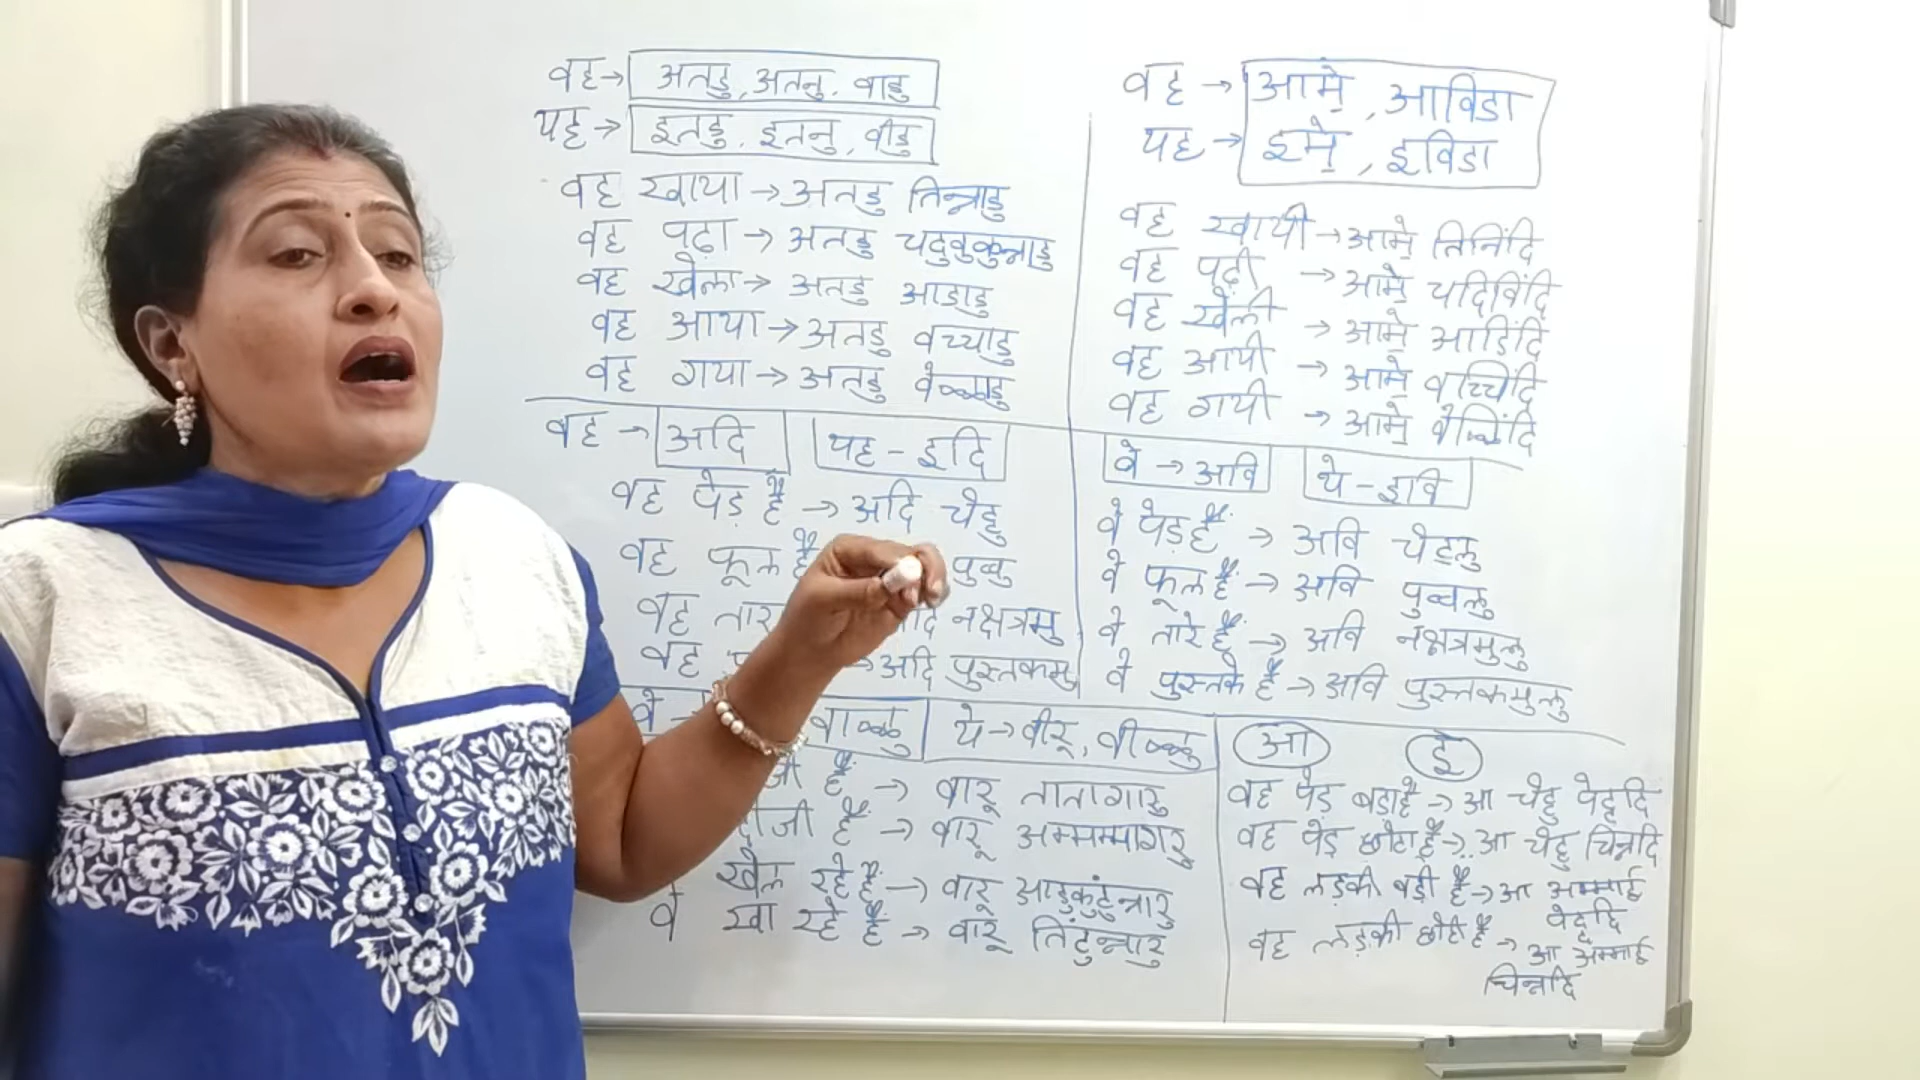 वह → अतडु, अतनु, वाडु
यह → इतडु, इतनु, वीडु
वह खाया → अतडु तिन्नाडु
वह पढ़ा → अतडु चदुवुकुन्नाडु
वह खेला → अतडु आडाडु
वह आया → अतडु वच्चाडु
वह गया → अतडु वेळ्ळाडु
वह → आमे, आविडा
यह → इमे, इविडा
वह खायी → आमे तिनिंदि
वह पढ़ी → आमे चदिविंदि
वह खेली → आमे आडिंदि
वह आयी → आमे वच्चिंदि
वह गयी → आमे वेळ्ळिंदि
वह → अदि यह - इदि
वह पेड़ है → अदि चेट्टु
वह फूल है पुव्वु
वह तार नक्षत्रमु
वह → अदि पुस्तकमु
वे → अवि ये - इवि
वे पेड़ हैं → अवि चेट्लु
वे फूल हैं → अवि पुव्वलु
वे तारे हैं → अवि नक्षत्रमुलु
वे पुस्तके हैं → अवि पुस्तकमुलु
वे → वाळ्ळु ये → वीरू, वीळ्ळु
जी हैं → वारू तातागारु
दीजी हैं → वारू अम्मम्मागारु
खेल रहे हैं → वारू आडुकुंटुन्नारु
वे खा रहे हैं → वारू तिंटुन्नारु
आ ई
वह पेड़ बड़ा है → आ चेट्टु पेद्ददि
वह पेड़ छोटा है → आ चेट्टु चिन्नदि
वह लड़की बड़ी है → आ अम्माई
पेद्ददि
वह लड़की छोटी है → आ अम्माई
चिन्नदि